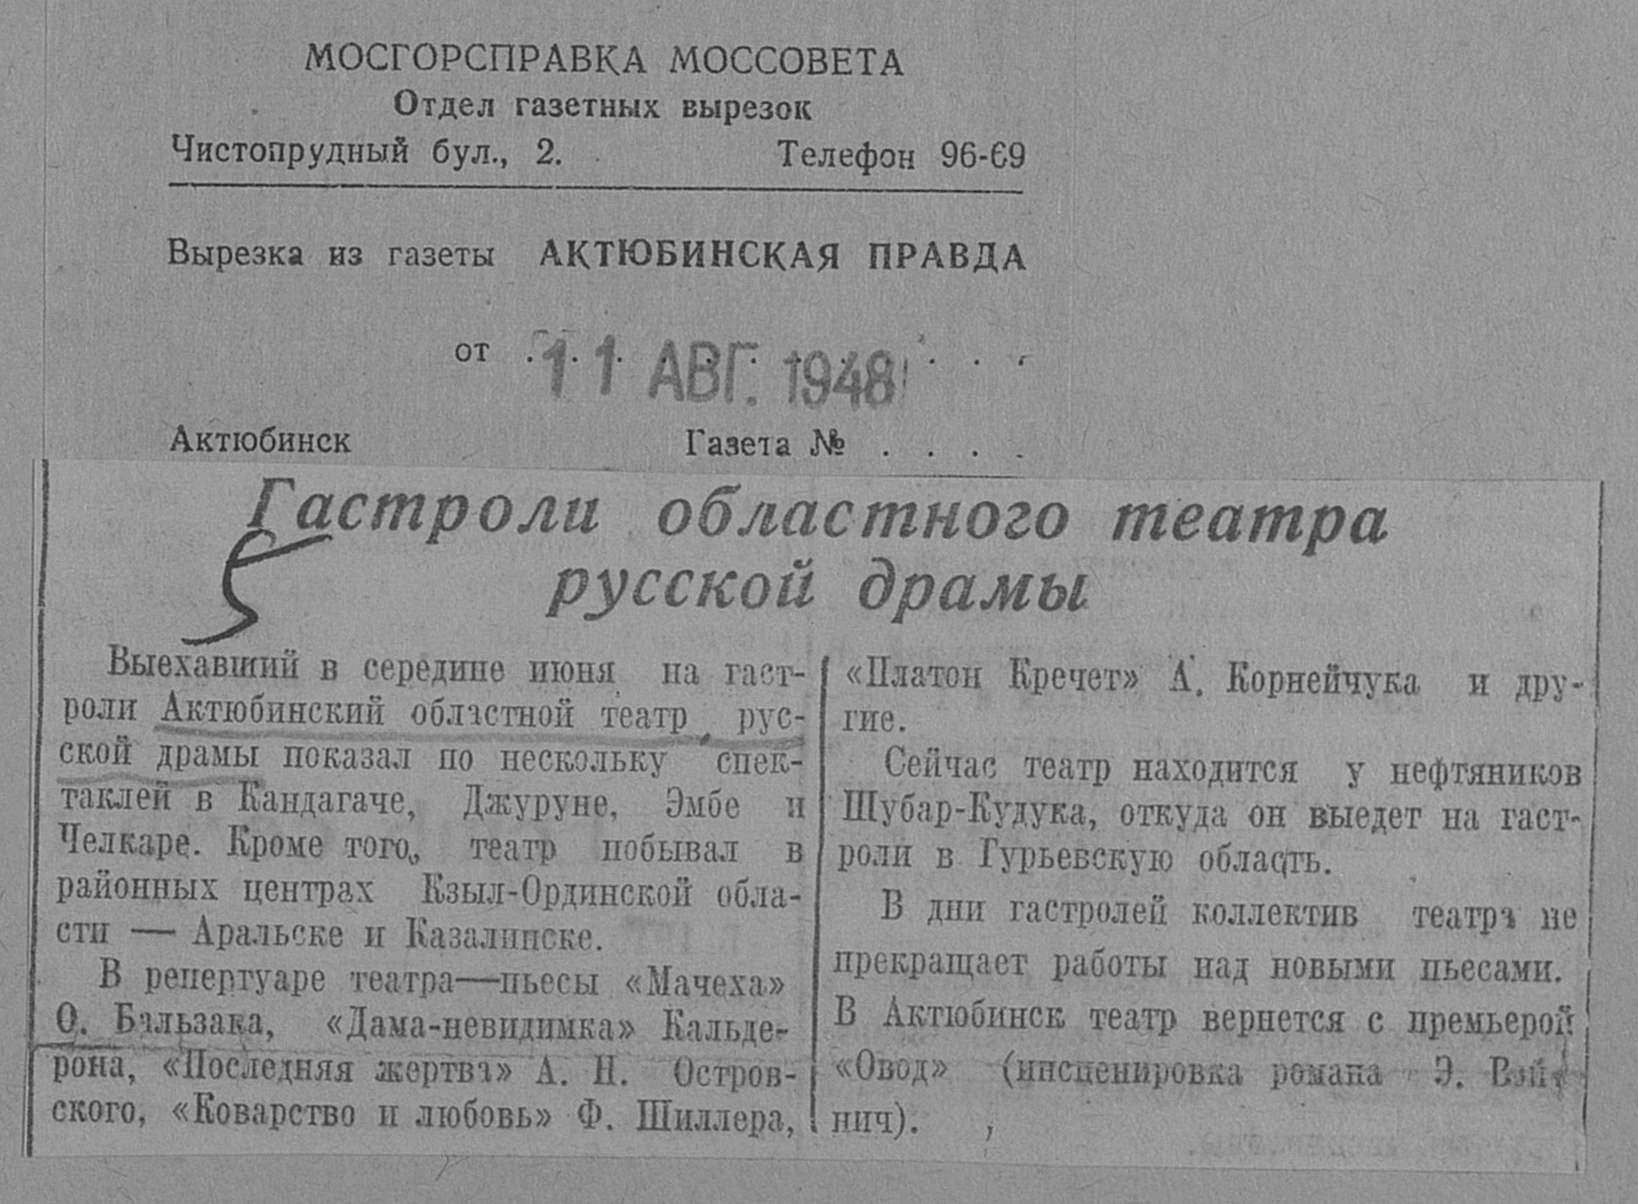 МОСГОРСПРАВКА МОССОВЕТА
Отдел газетных вырезок
Чистопрудный бул., 2. Телефон 96-69
Вырезка из газеты АКТЮБИНСКАЯ ПРАВДА
от 11 АВГ. 1948
Актюбинск Газета № . . . .
Гастроли областного театра
русской драмы
5
Выехавший в середине июня на гаст-
роли Актюбинский областной театр рус-
ской драмы показал по нескольку спек-
таклей в Кандагаче, Джуруне, Эмбе и
Челкаре. Кроме того, театр побывал в
районных центрах Кзыл-Ординской обла-
сти — Аральске и Казалинске.
В репертуаре театра—пьесы «Мачеха»
О. Бальзака, «Дама-невидимка» Кальде-
рона, «Последняя жертва» А. Н. Остров-
ского, «Коварство и любовь» Ф. Шиллера,
«Платон Кречет» А. Корнейчука и дру-
гие.
Сейчас театр находится у нефтяников
Шубар-Кудука, откуда он выедет на гаст-
роли в Гурьевскую область.
В дни гастролей коллектив театра не
прекращает работы над новыми пьесами.
В Актюбинск театр вернется с премьерой
«Овод» (инсценировка романа Э. Вой-
нич).